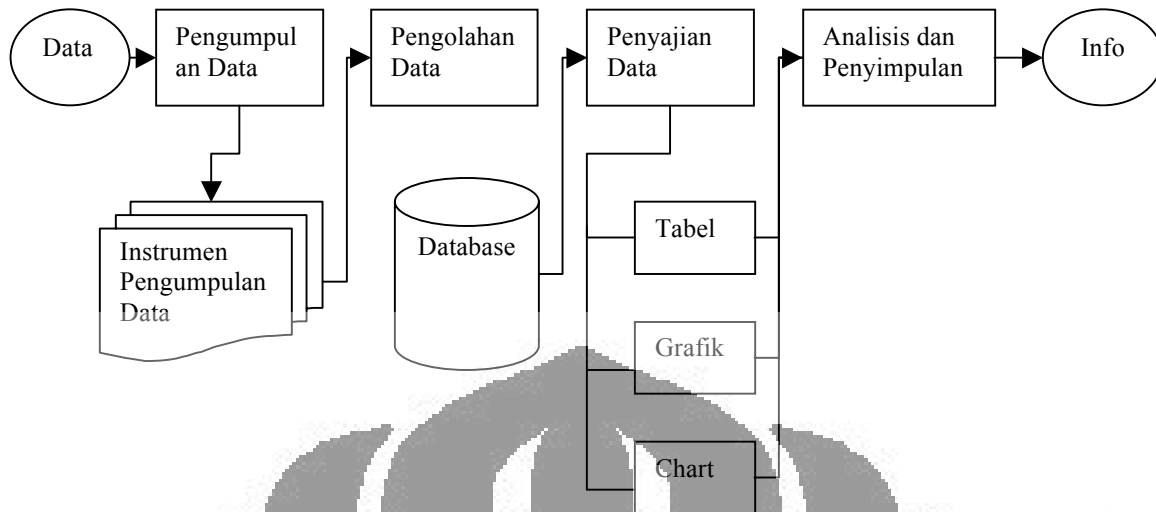 Data
Pengumpul
an Data
Pengolahan
Data
Penyajian
Data
Analisis dan
Penyimpulan
Info
Instrumen
Pengumpulan
Data
Database
Tabel
Grafik
Chart